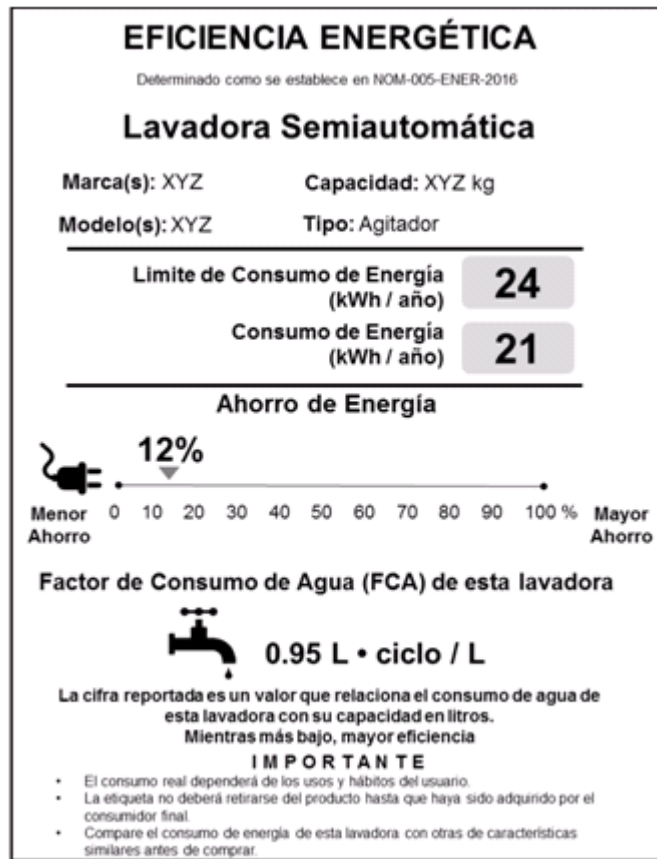 EFICIENCIA ENERGÉTICA
Determinado como se establece en NOM-005-ENER-2016
Lavadora Semiautomática
Marca(s): XYZ Capacidad: XYZ kg
Modelo(s): XYZ Tipo: Agitador
Limite de Consumo de Energía
(kWh / año) 24
Consumo de Energía
(kWh / año) 21
Ahorro de Energía
12%
Menor 0 10 20 30 40 50 60 70 80 90 100 % Mayor
Ahorro Ahorro
Factor de Consumo de Agua (FCA) de esta lavadora
0.95 L • ciclo / L
La cifra reportada es un valor que relaciona el consumo de agua de
esta lavadora con su capacidad en litros.
Mientras más bajo, mayor eficiencia
I M P O R T A N T E
• El consumo real dependerá de los usos y hábitos del usuario.
• La etiqueta no deberá retirarse del producto hasta que haya sido adquirido por el
consumidor final.
• Compare el consumo de energía de esta lavadora con otras de características
similares antes de comprar.